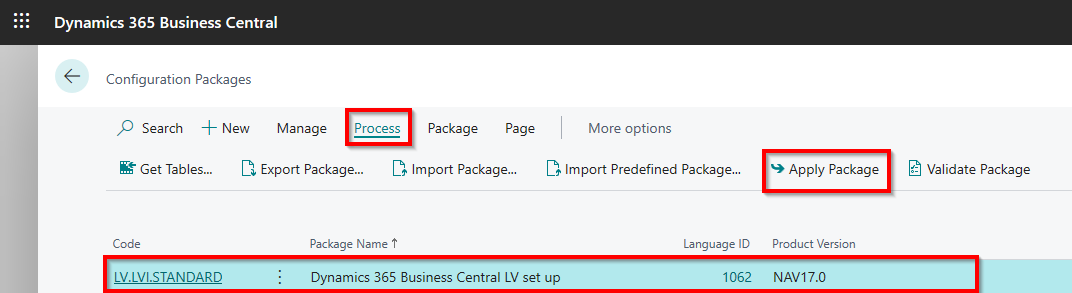 Dynamics 365 Business Central
Configuration Packages
Search New Manage Process Package Page More options
Get Tables... Export Package... Import Package... Import Predefined Package... Apply Package Validate Package
Code Package Name↑ Language ID Product Version
LV.LVI.STANDARD Dynamics 365 Business Central LV set up 1062 NAV17.0